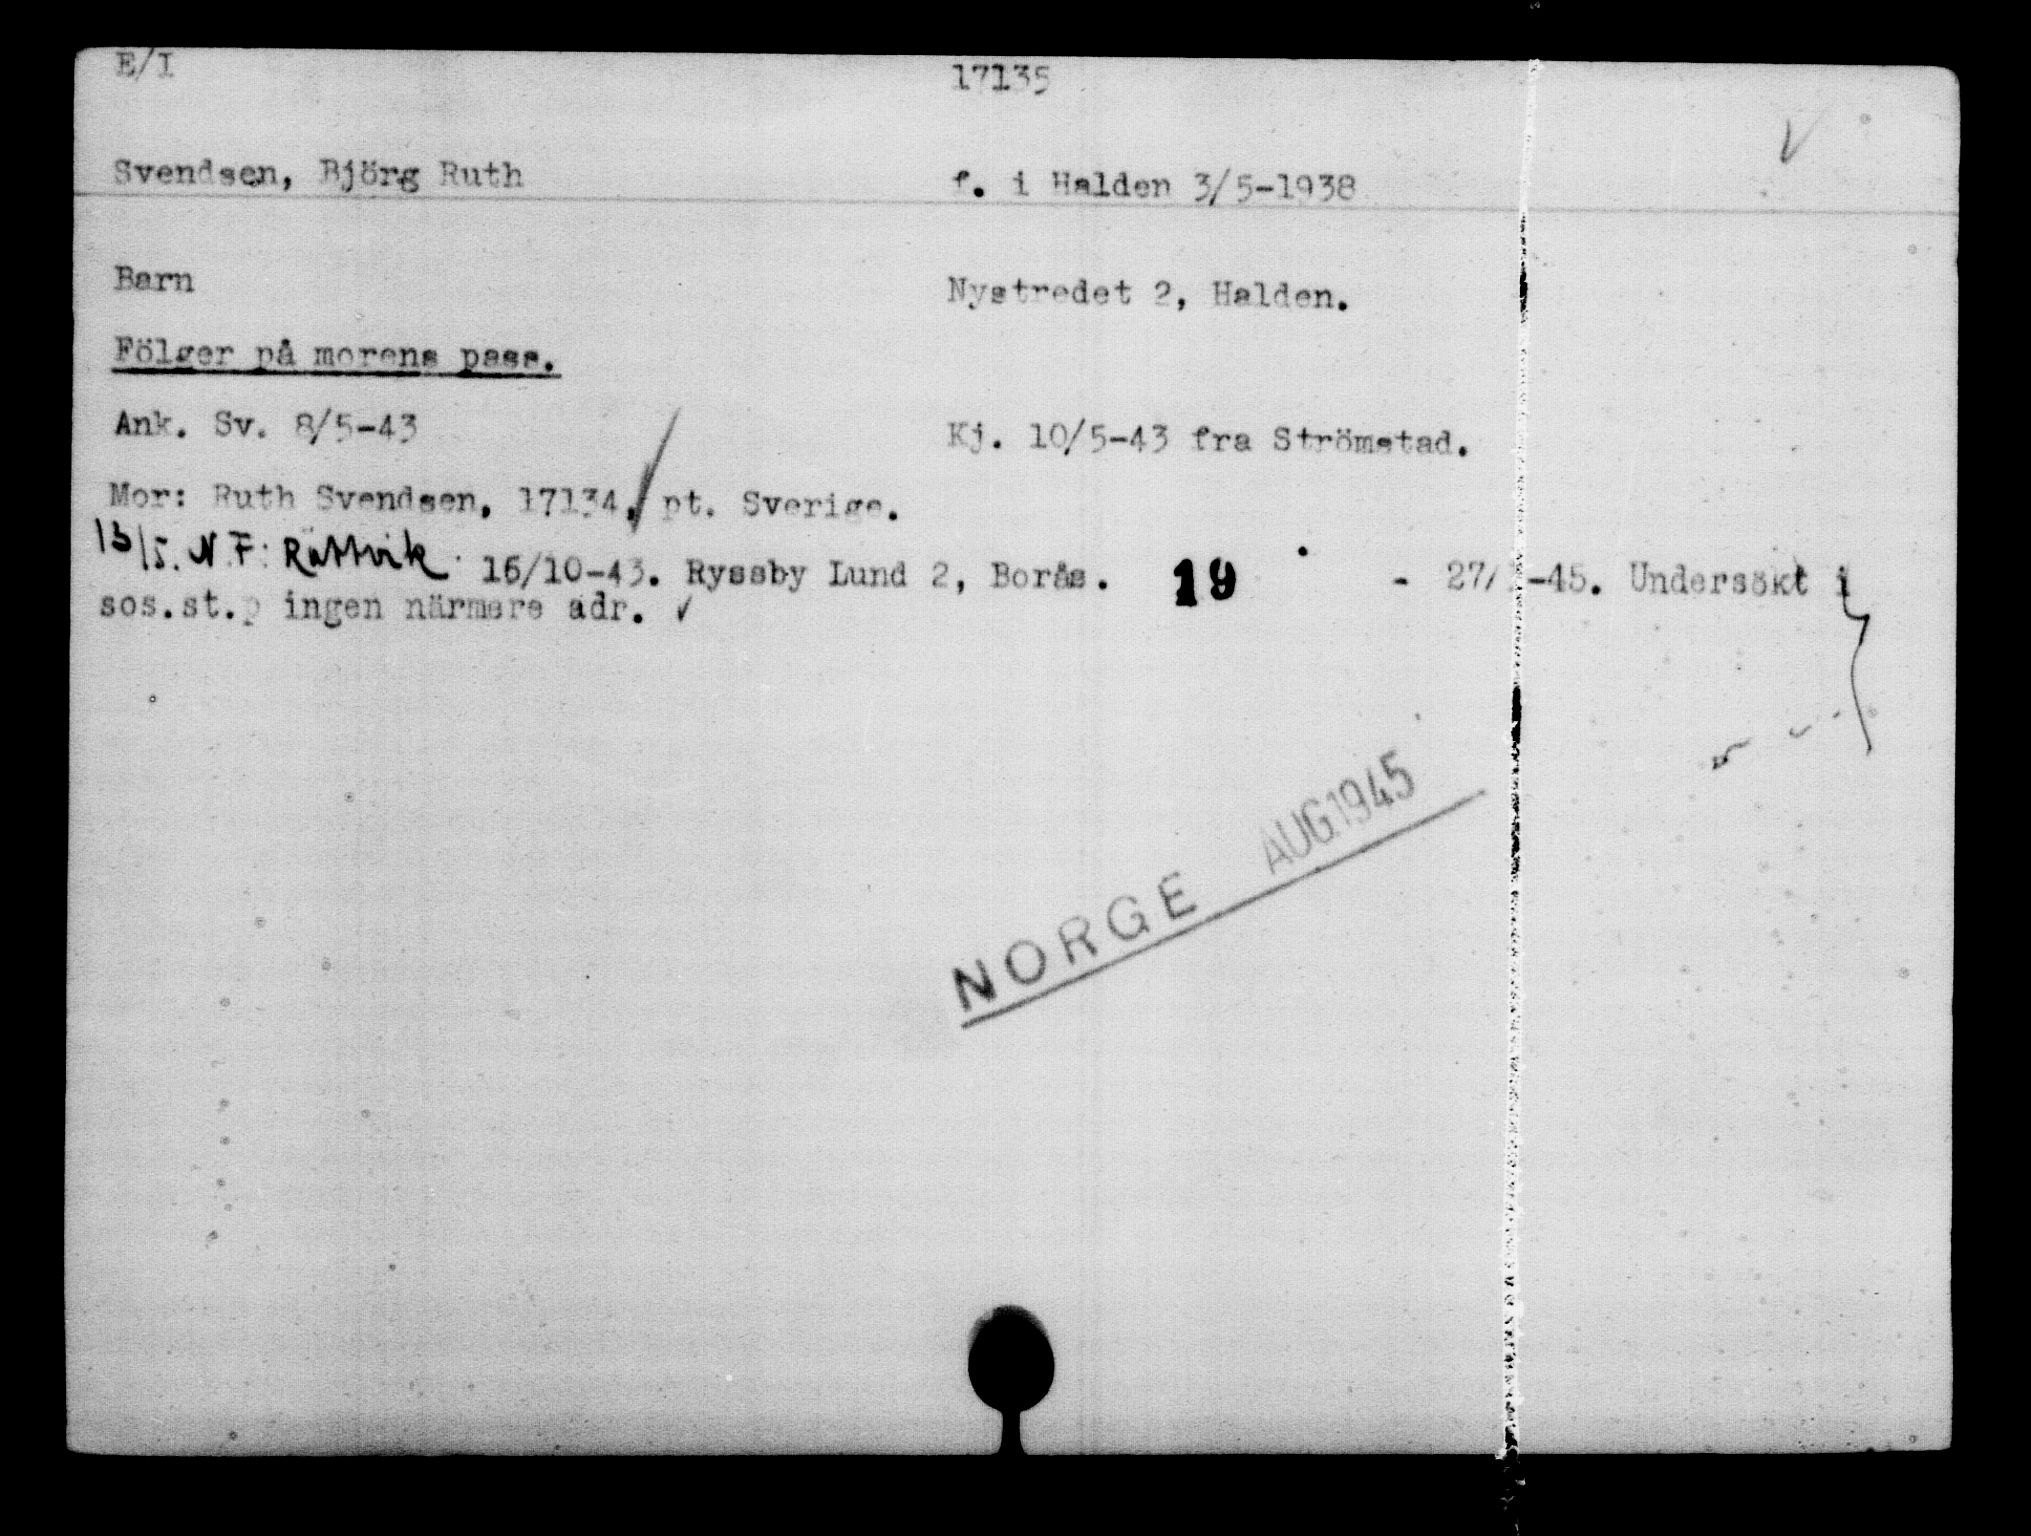 E/I 17135
Svendsen, Björg Ruth f. i Halden 3/5-1938
Barn Nystredet 2, Halden.
Fölger på morens pass.
Ank. Sv. 8/5-43 Kj. 10/5-43 fra Strömstad.
Mor: Ruth Svendsen, 17134, pt. Sverige.
13/5. N.F: Rättvik. 16/10-43. Ryssby Lund 2, Borås. 19 - -45. Undersökt i
sos.st. ingen närmere adr.
NORGE AUG.1945